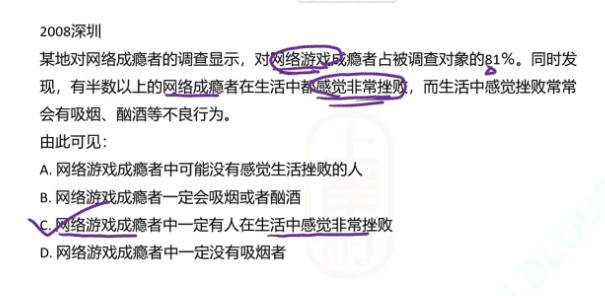 2008深圳
某地对网络成瘾者的调查显示，对网络游戏成瘾者占被调查对象的81%。同时发
现，有半数以上的网络成瘾者在生活中都感觉非常挫败，而生活中感觉挫败常常
会有吸烟、酗酒等不良行为。
由此可见：
A. 网络游戏成瘾者中可能没有感觉生活挫败的人
B. 网络游戏成瘾者一定会吸烟或者酗酒
C. 网络游戏成瘾者中一定有人在生活中感觉非常挫败
D. 网络游戏成瘾者中一定没有吸烟者